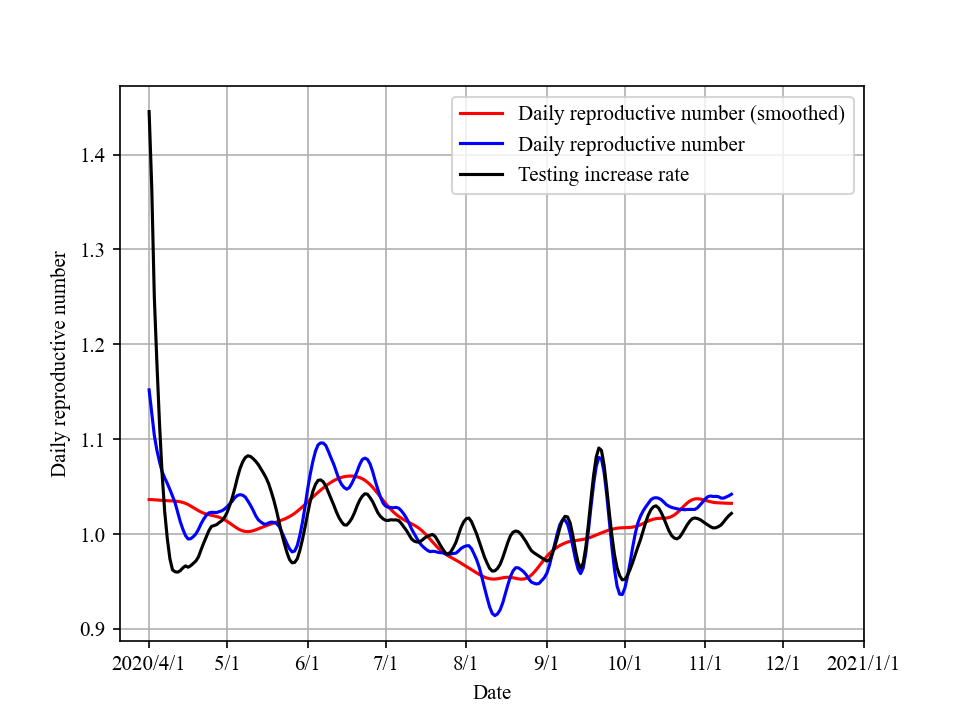 Daily reproductive number (smoothed)
Daily reproductive number
Testing increase rate
Daily reproductive number
1.4
1.3
1.2
1.1
1.0
0.9
2020/4/1 5/1 6/1 7/1 8/1 9/1 10/1 11/1 12/1 2021/1/1
Date